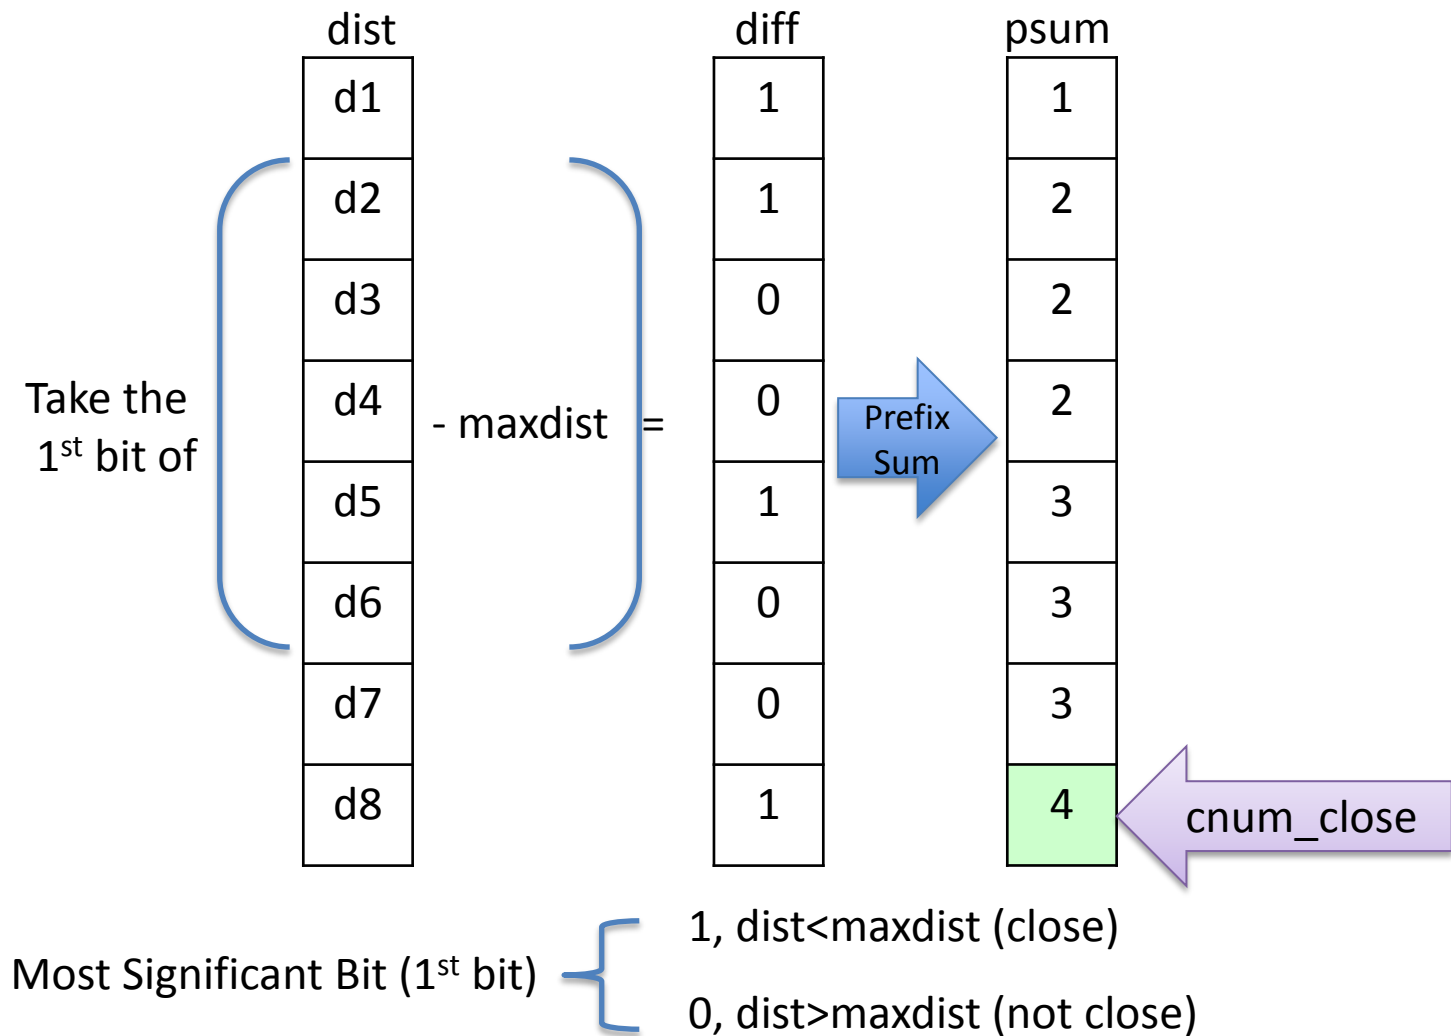 dist diff psum
d1 1 1
d2 1 2
d3 0 2
d4 0 2
Take the
1st bit of
- maxdist =
Prefix
Sum
d5 1 3
d6 0 3
d7 0 3
d8 1 4
cnum_close
1, dist<maxdist (close)
Most Significant Bit (1st bit)
0, dist>maxdist (not close)